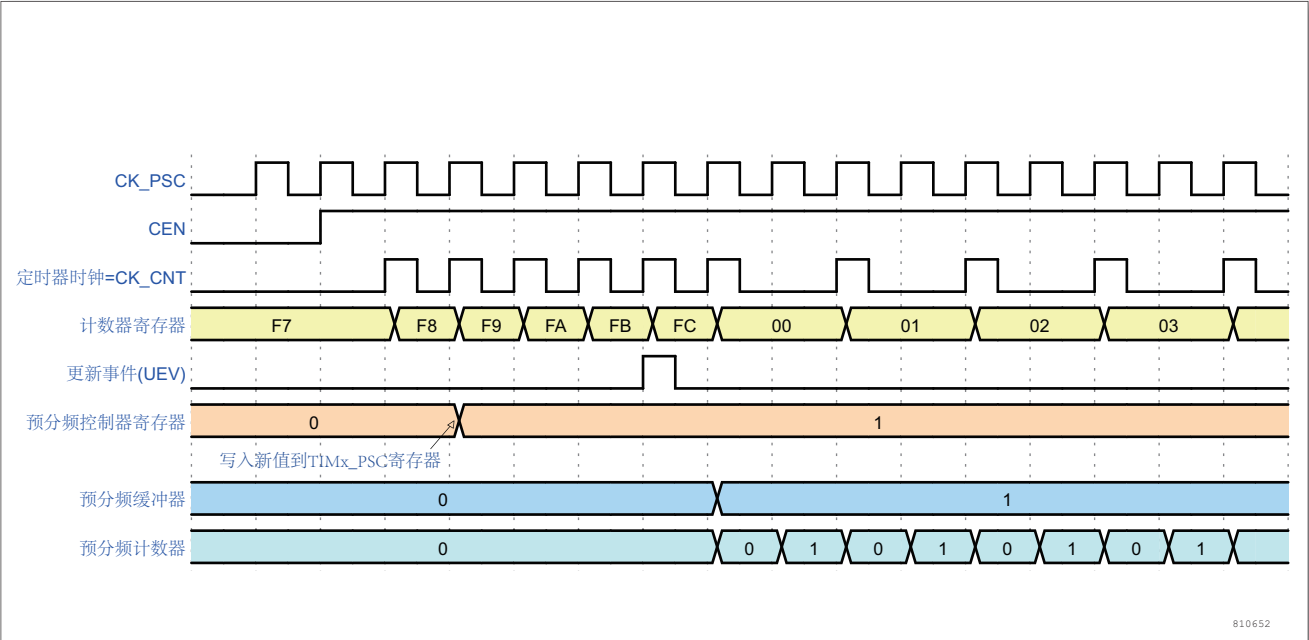 CK_PSC
CEN
定时器时钟=CK_CNT
计数器寄存器 F7 F8 F9 FA FB FC 00 01 02 03
更新事件(UEV)
预分频控制器寄存器 0 1
写入新值到TIMx_PSC寄存器
预分频缓冲器 0 1
预分频计数器 0 0 1 0 1 0 1 0 1
810652